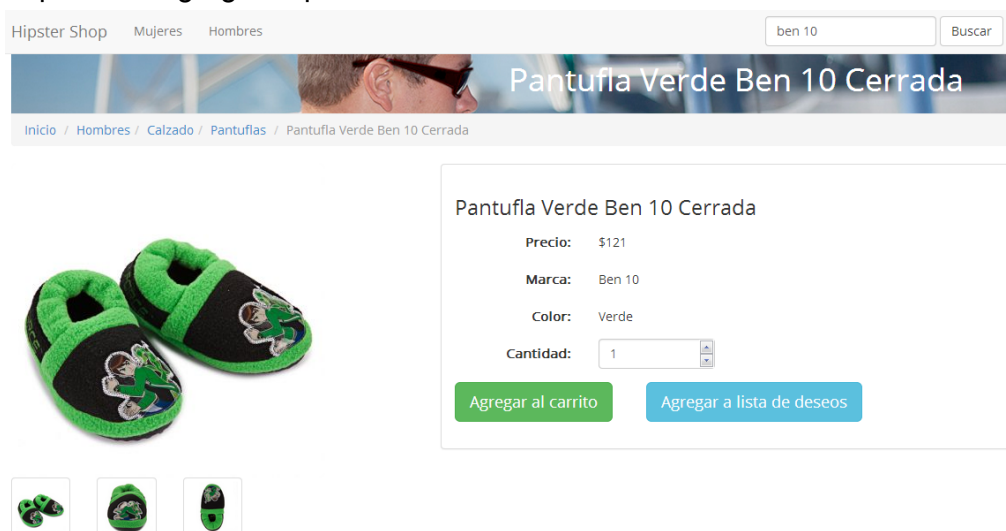 Hipster Shop Mujeres Hombres ben 10 Buscar
Pantufla Verde Ben 10 Cerrada
Inicio / Hombres / Calzado / Pantuflas / Pantufla Verde Ben 10 Cerrada
Pantufla Verde Ben 10 Cerrada
Precio: $121
Marca: Ben 10
Color: Verde
Cantidad: 1
Agregar al carrito Agregar a lista de deseos